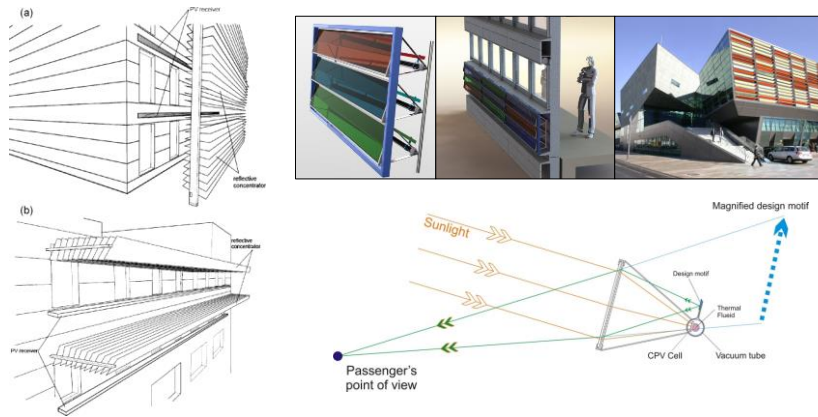 (a)
PV receiver
reflective
concentrator
(b)
reflective
concentrator
PV receiver
Magnified design motif
Sunlight
Design motif
Thermal
Flueid
CPV Cell
Vacuum tube
Passenger's
point of view